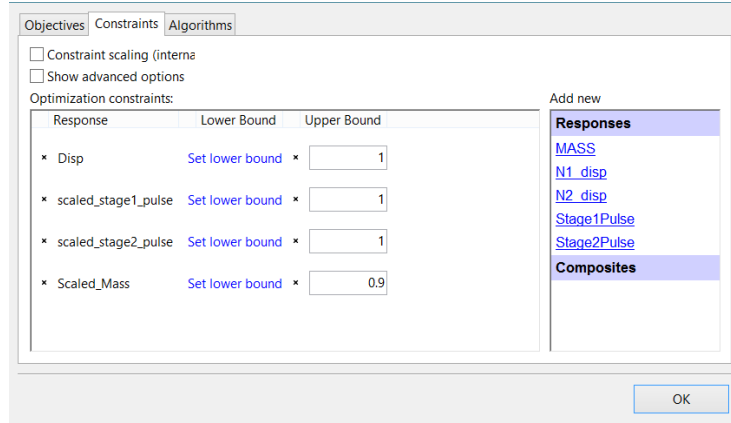 Objectives Constraints Algorithms
Constraint scaling (interna
Show advanced options
Optimization constraints:
Response Lower Bound Upper Bound
Disp Set lower bound 1
scaled_stage1_pulse Set lower bound 1
scaled_stage2_pulse Set lower bound 1
Scaled_Mass Set lower bound 0.9
Add new
Responses
MASS
N1_disp
N2_disp
Stage1Pulse
Stage2Pulse
Composites
OK